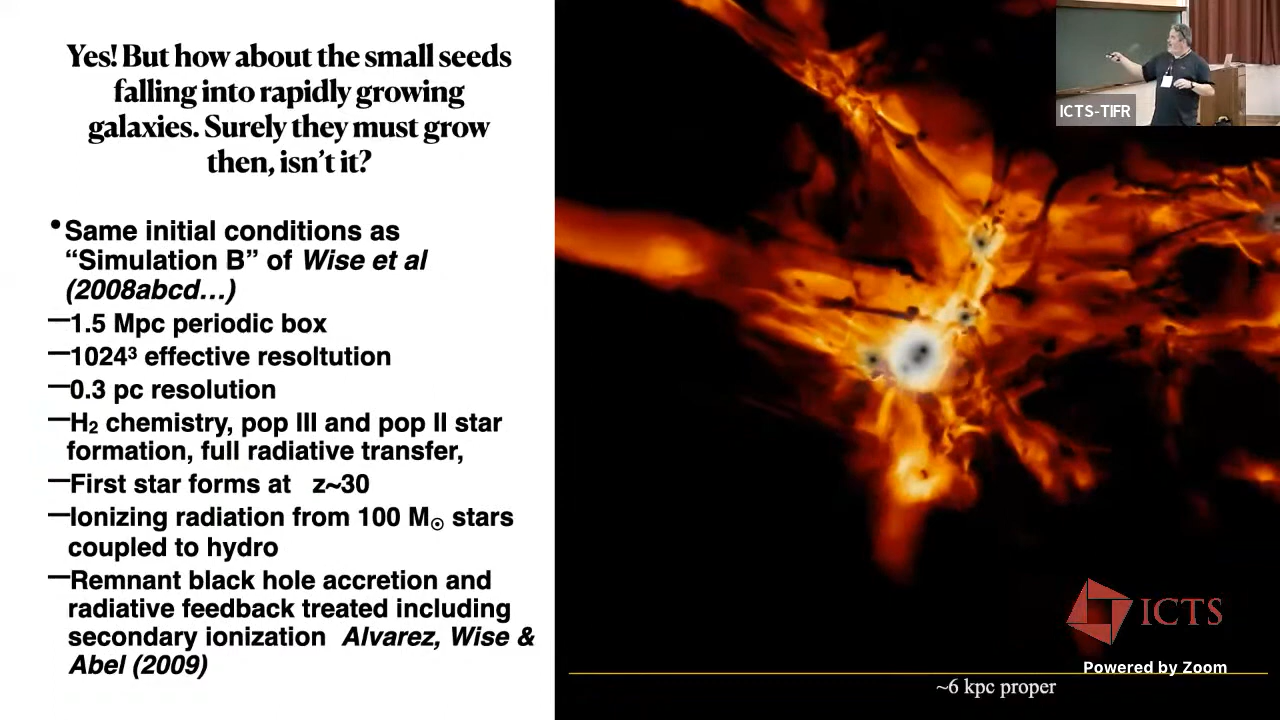 Yes! But how about the small seeds
falling into rapidly growing
galaxies. Surely they must grow
then, isn’t it?
•Same initial conditions as
“Simulation B” of Wise et al
(2008abcd…)
—1.5 Mpc periodic box
—1024³ effective resoltution
—0.3 pc resolution
—H₂ chemistry, pop III and pop II star
formation, full radiative transfer,
—First star forms at z~30
—Ionizing radiation from 100 M☉ stars
coupled to hydro
—Remnant black hole accretion and
radiative feedback treated including
secondary ionization Alvarez, Wise &
Abel (2009)
ICTS-TIFR
ICTS
Powered by Zoom
~6 kpc proper